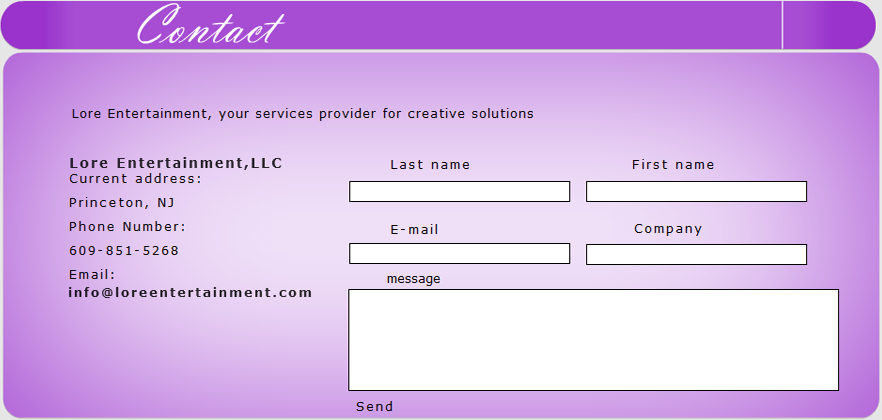 Contact
Lore Entertainment, your services provider for creative solutions
Lore Entertainment,LLC
Current address:
Princeton, NJ
Phone Number:
609-851-5268
Email:
info@loreentertainment.com
Last name
First name
E-mail
Company
message
Send